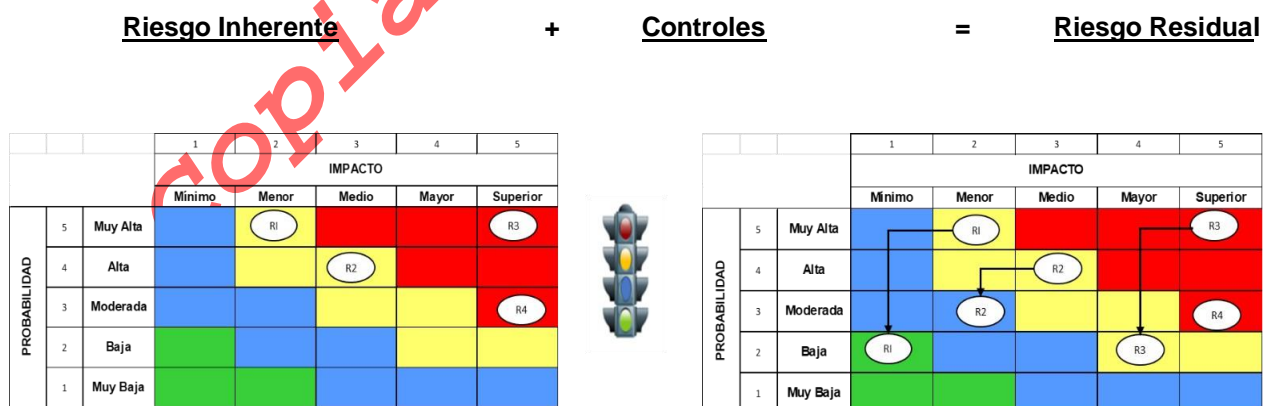 Riesgo Inherente + Controles = Riesgo Residual
Copia
1 2 3 4 5
IMPACTO
Mínimo Menor Medio Mayor Superior
PROBABILIDAD
5 Muy Alta RI R3
4 Alta R2
3 Moderada R4
2 Baja
1 Muy Baja
1 2 3 4 5
IMPACTO
Mínimo Menor Medio Mayor Superior
PROBABILIDAD
5 Muy Alta RI R3
4 Alta R2
3 Moderada R2 R4
2 Baja RI R3
1 Muy Baja